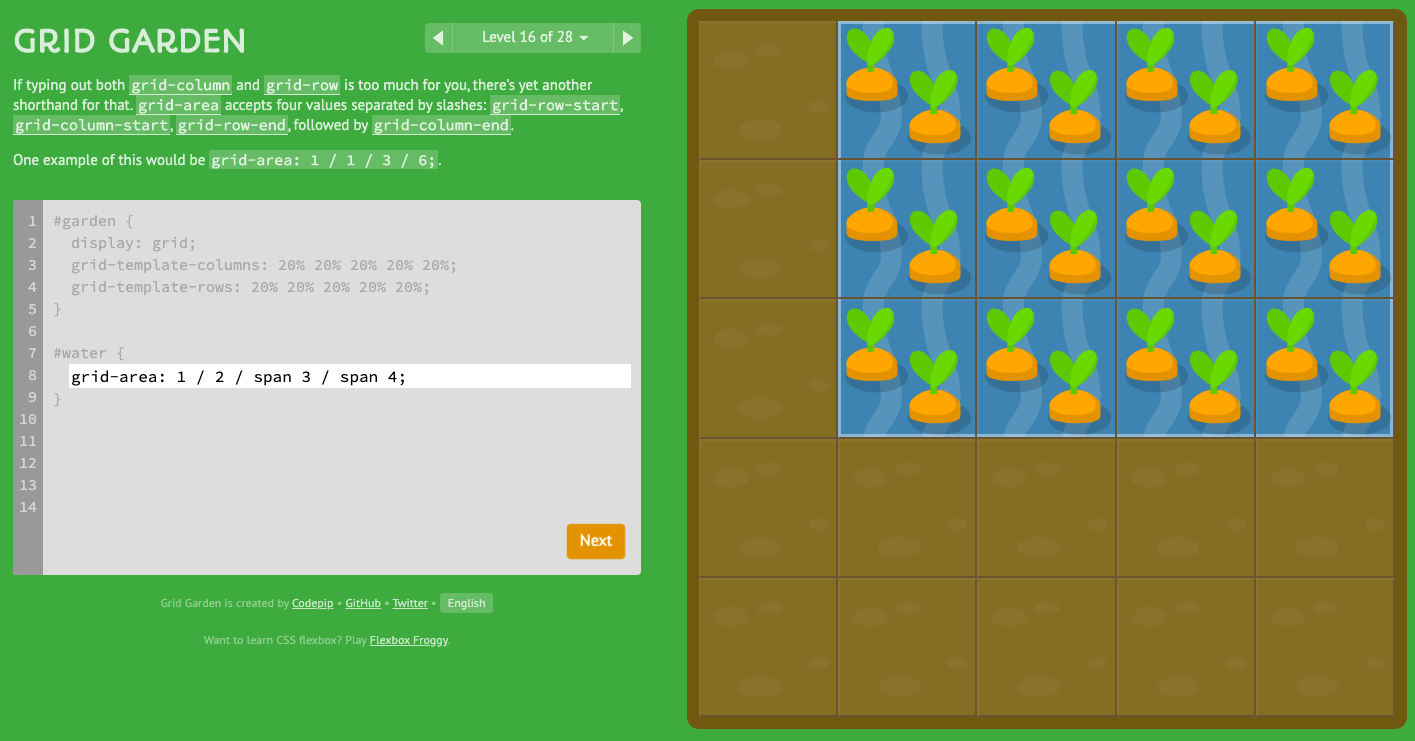 GRID GARDEN
Level 16 of 28
If typing out both grid-column and grid-row is too much for you, there's yet another
shorthand for that. grid-area accepts four values separated by slashes: grid-row-start,
grid-column-start, grid-row-end, followed by grid-column-end.
One example of this would be grid-area: 1 / 1 / 3 / 6;.
1 #garden {
2 display: grid;
3 grid-template-columns: 20% 20% 20% 20% 20%;
4 grid-template-rows: 20% 20% 20% 20% 20%;
5 }
6
7 #water {
8 grid-area: 1 / 2 / span 3 / span 4;
9 }
10
11
12
13
14
Next
Grid Garden is created by Codepip • GitHub • Twitter • English
Want to learn CSS flexbox? Play Flexbox Froggy.